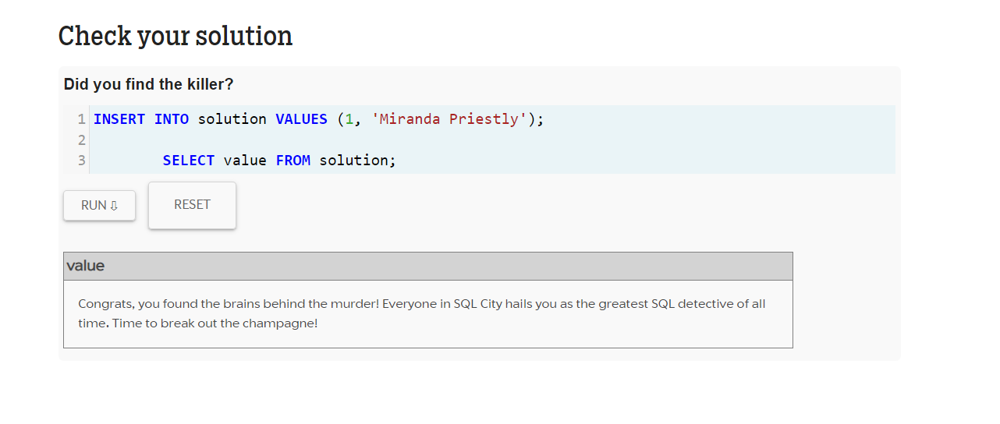 Check your solution
Did you find the killer?
1 INSERT INTO solution VALUES (1, 'Miranda Priestly');
2
3 SELECT value FROM solution;
RUN ⇩ RESET
value
Congrats, you found the brains behind the murder! Everyone in SQL City hails you as the greatest SQL detective of all
time. Time to break out the champagne!